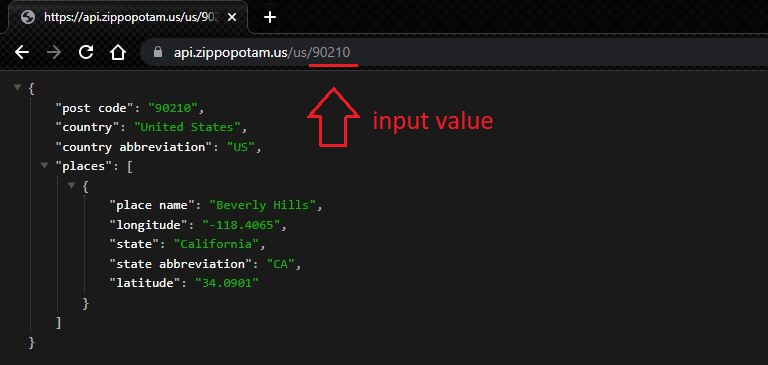 https://api.zippopotam.us/us/902
api.zippopotam.us/us/90210
{
"post code": "90210",
input value
"country": "United States",
"country abbreviation": "US",
"places": [
{
"place name": "Beverly Hills",
"longitude": "-118.4065",
"state": "California",
"state abbreviation": "CA",
"latitude": "34.0901"
}
]
}